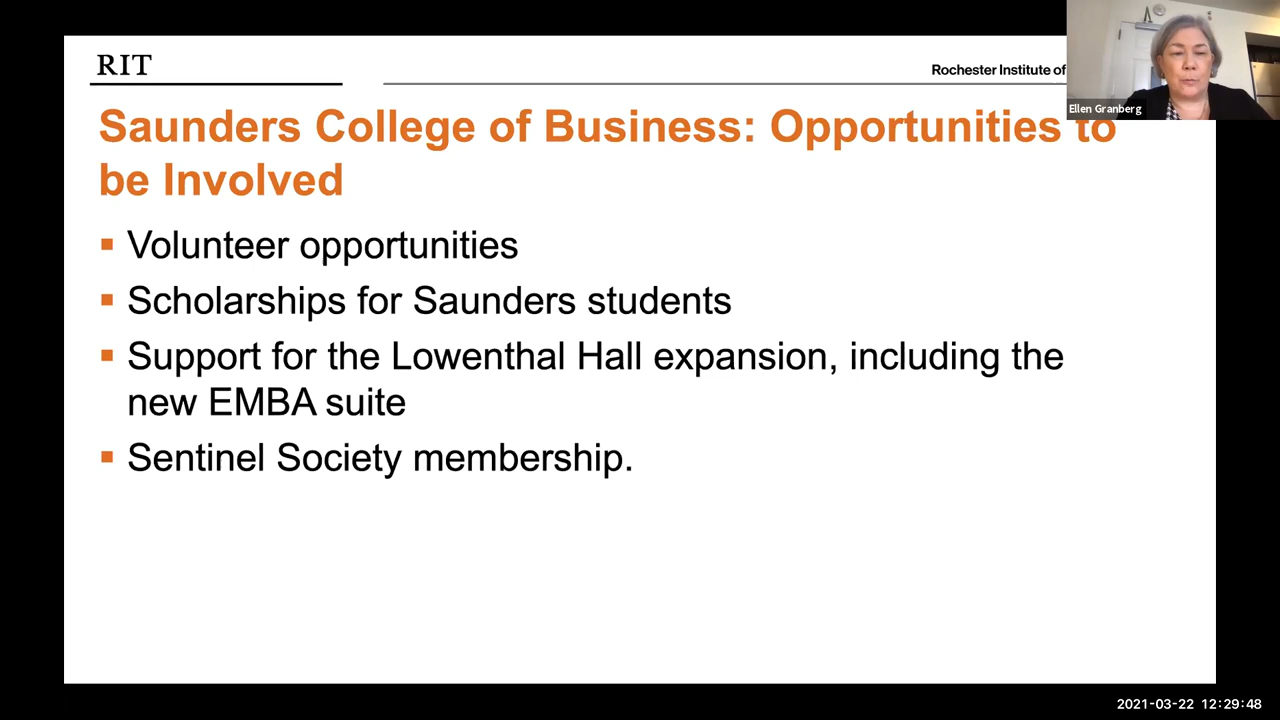 RIT
Rochester Institute of
Ellen Granberg
Saunders College of Business: Opportunities to
be Involved
Volunteer opportunities
Scholarships for Saunders students
Support for the Lowenthal Hall expansion, including the
new EMBA suite
Sentinel Society membership.
2021-03-22 12:29:48